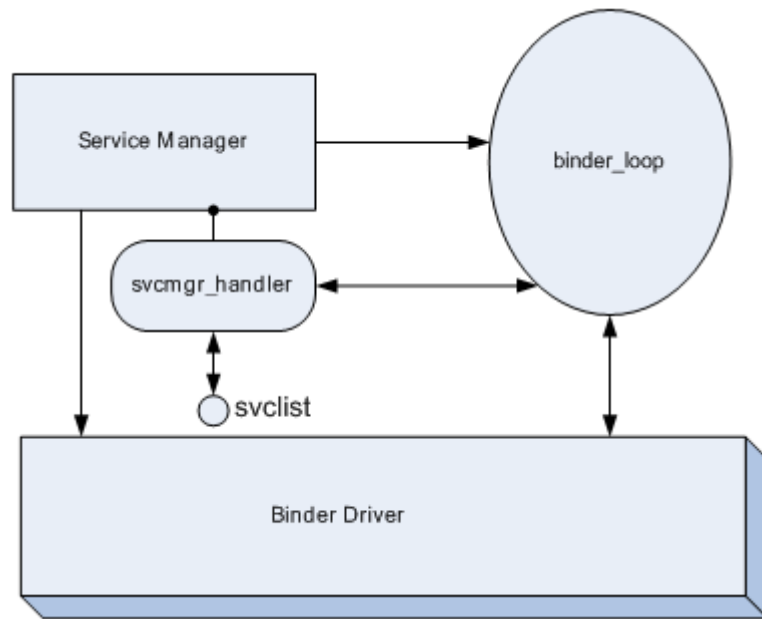 Service Manager
binder_loop
svcmgr_handler
svclist
Binder Driver